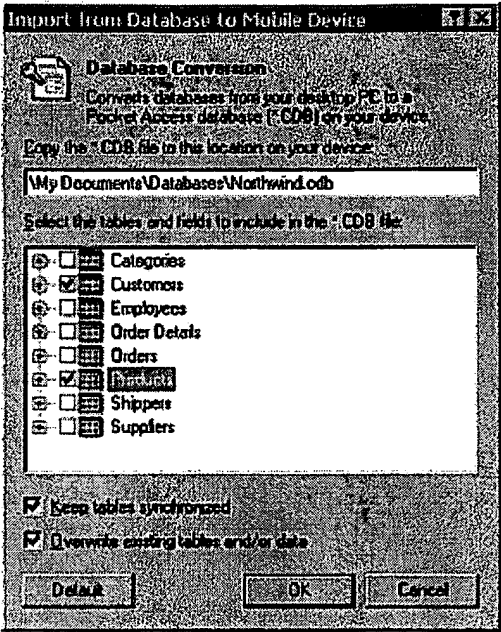 Import from Database to Mobile Device
Database Conversion
Converts databases from your desktop PC to a
Pocket Access database (*.CDB) on your device.
Copy the *.CDB file to this location on your device:
\My Documents\Databases\Northwind.cdb
Select the tables and fields to include in the *.CDB file:
Categories
Customers
Employees
Order Details
Orders
Products
Shippers
Suppliers
Keep tables synchronized
Overwrite existing tables and/or data
Default OK Cancel